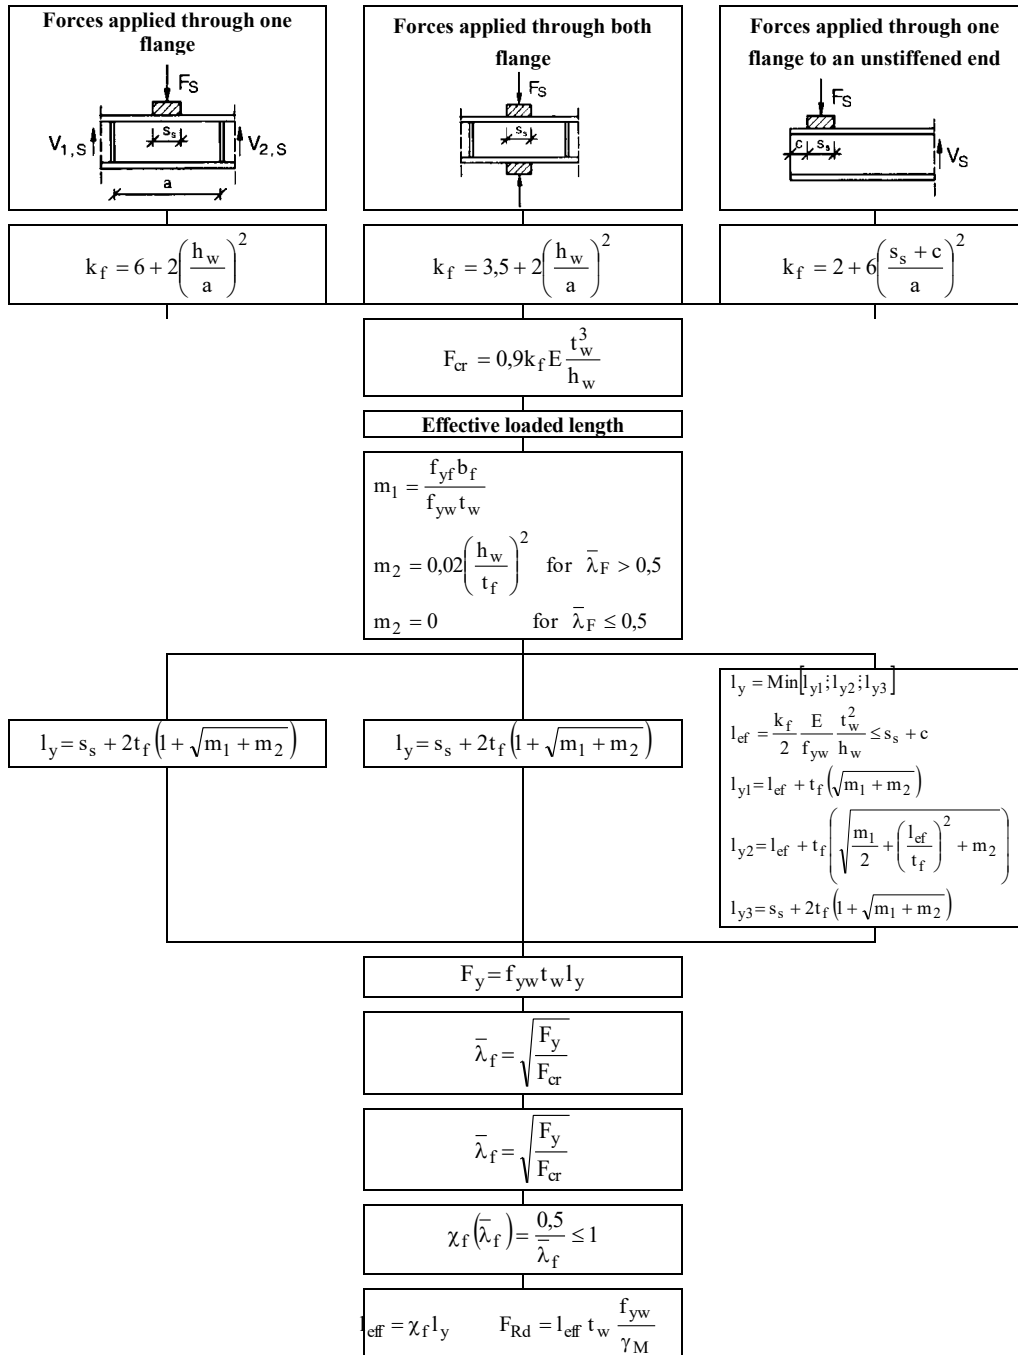 Forces applied through one
flange
F_S
s_s
V_{1,S}
V_{2,S}
a
Forces applied through both
flange
F_S
s_s
Forces applied through one
flange to an unstiffened end
F_S
c s_s
V_S
k_f = 6 + 2(h_w/a)^2
k_f = 3,5 + 2(h_w/a)^2
k_f = 2 + 6((s_s + c)/a)^2
F_cr = 0,9 k_f E t_w^3/h_w
Effective loaded length
m_1 = f_yf b_f / f_yw t_w
m_2 = 0,02(h_w/t_f)^2 for λ̄_F > 0,5
m_2 = 0 for λ̄_F ≤ 0,5
l_y = s_s + 2t_f(1 + √(m_1 + m_2))
l_y = s_s + 2t_f(1 + √(m_1 + m_2))
l_y = Min[l_y1; l_y2; l_y3]
l_ef = k_f/2 E/f_yw t_w^2/h_w ≤ s_s + c
l_y1 = l_ef + t_f(√(m_1 + m_2))
l_y2 = l_ef + t_f(√(m_1/2 + (l_ef/t_f)^2 + m_2))
l_y3 = s_s + 2t_f(1 + √(m_1 + m_2))
F_y = f_yw t_w l_y
λ̄_f = √(F_y/F_cr)
λ̄_f = √(F_y/F_cr)
χ_f(λ̄_f) = 0,5/λ̄_f ≤ 1
l_eff = χ_f l_y F_Rd = l_eff t_w f_yw/γ_M